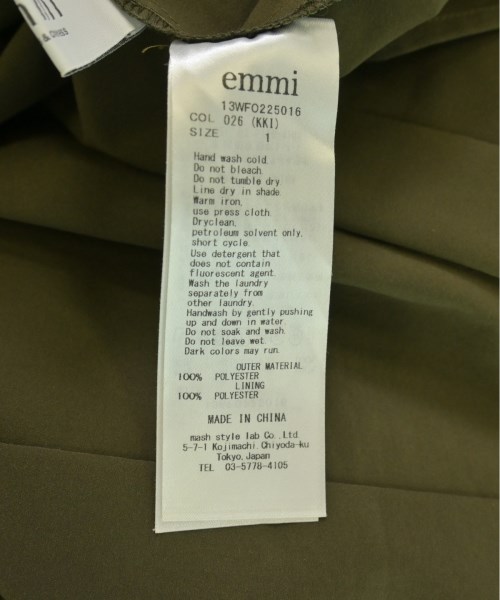 emmi
13WFO225016
COL 026 (KKI)
SIZE 1
Hand wash cold.
Do not bleach.
Do not tumble dry.
Line dry in shade.
Warm iron,
use press cloth.
Dryclean,
petroleum solvent only,
short cycle.
Use detergent that
does not contain
fluorescent agent.
Wash the laundry
separately from
other laundry.
Handwash by gently pushing
up and down in water.
Do not soak and wash.
Do not leave wet.
Dark colors may run.
OUTER MATERIAL
100% POLYESTER
LINING
100% POLYESTER
MADE IN CHINA
mash style lab Co.,Ltd.
5-7-1 Kojimachi Chiyoda-ku
Tokyo,Japan
TEL 03-5778-4105